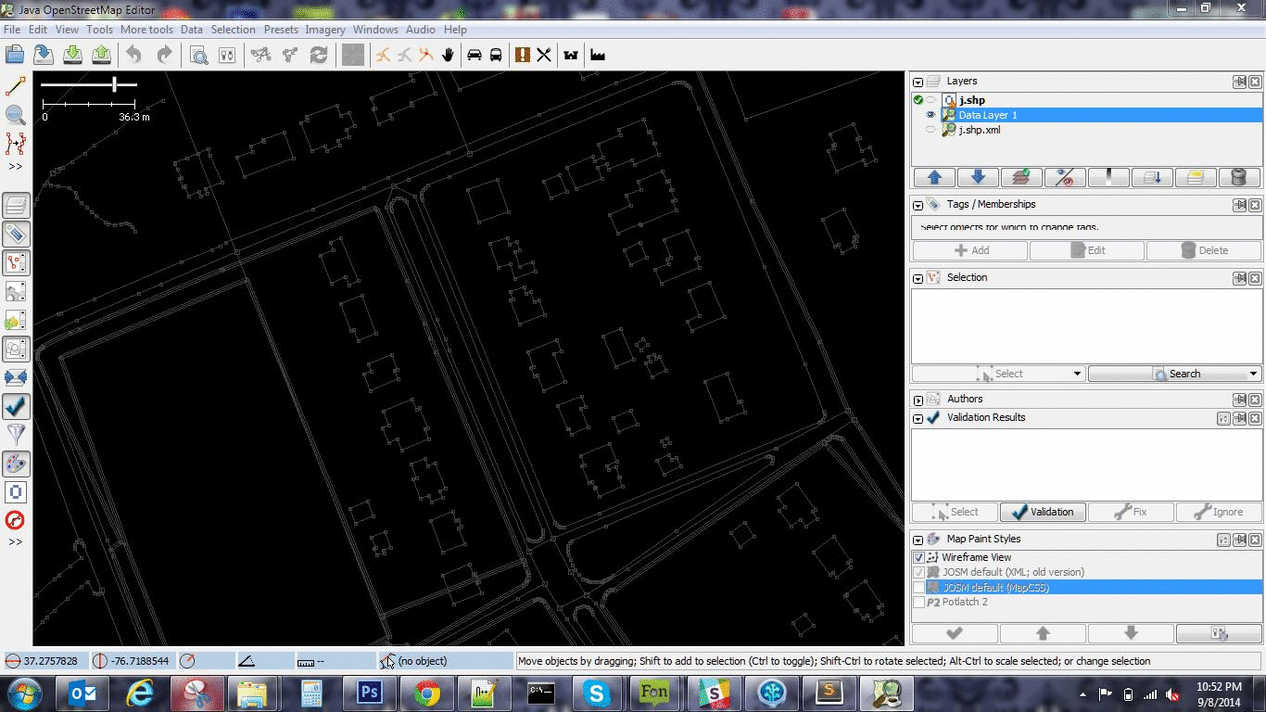 Java OpenStreetMap Editor
File Edit View Tools More tools Data Selection Presets Imagery Windows Audio Help
0 36.3 m
>>
>>
Layers
j.shp
Data Layer 1
j.shp.xml
Tags / Memberships
Select objects for which to change tags.
Add Edit Delete
Selection
Select Search
Authors
Validation Results
Select Validation Fix Ignore
Map Paint Styles
Wireframe View
JOSM default (XML; old version)
JOSM default (MapCSS)
P2 Potlatch 2
37.2757828 -76.7188544 -- (no object) Move objects by dragging; Shift to add to selection (Ctrl to toggle); Shift-Ctrl to rotate selected; Alt-Ctrl to scale selected; or change selection
Ps C:\_ Fon S S
10:52 PM
9/8/2014